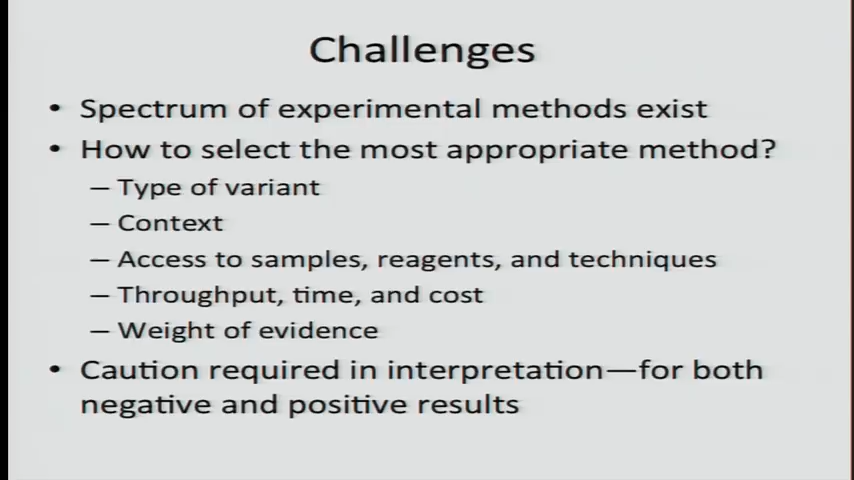 Challenges
• Spectrum of experimental methods exist
• How to select the most appropriate method?
– Type of variant
– Context
– Access to samples, reagents, and techniques
– Throughput, time, and cost
– Weight of evidence
• Caution required in interpretation—for both
negative and positive results